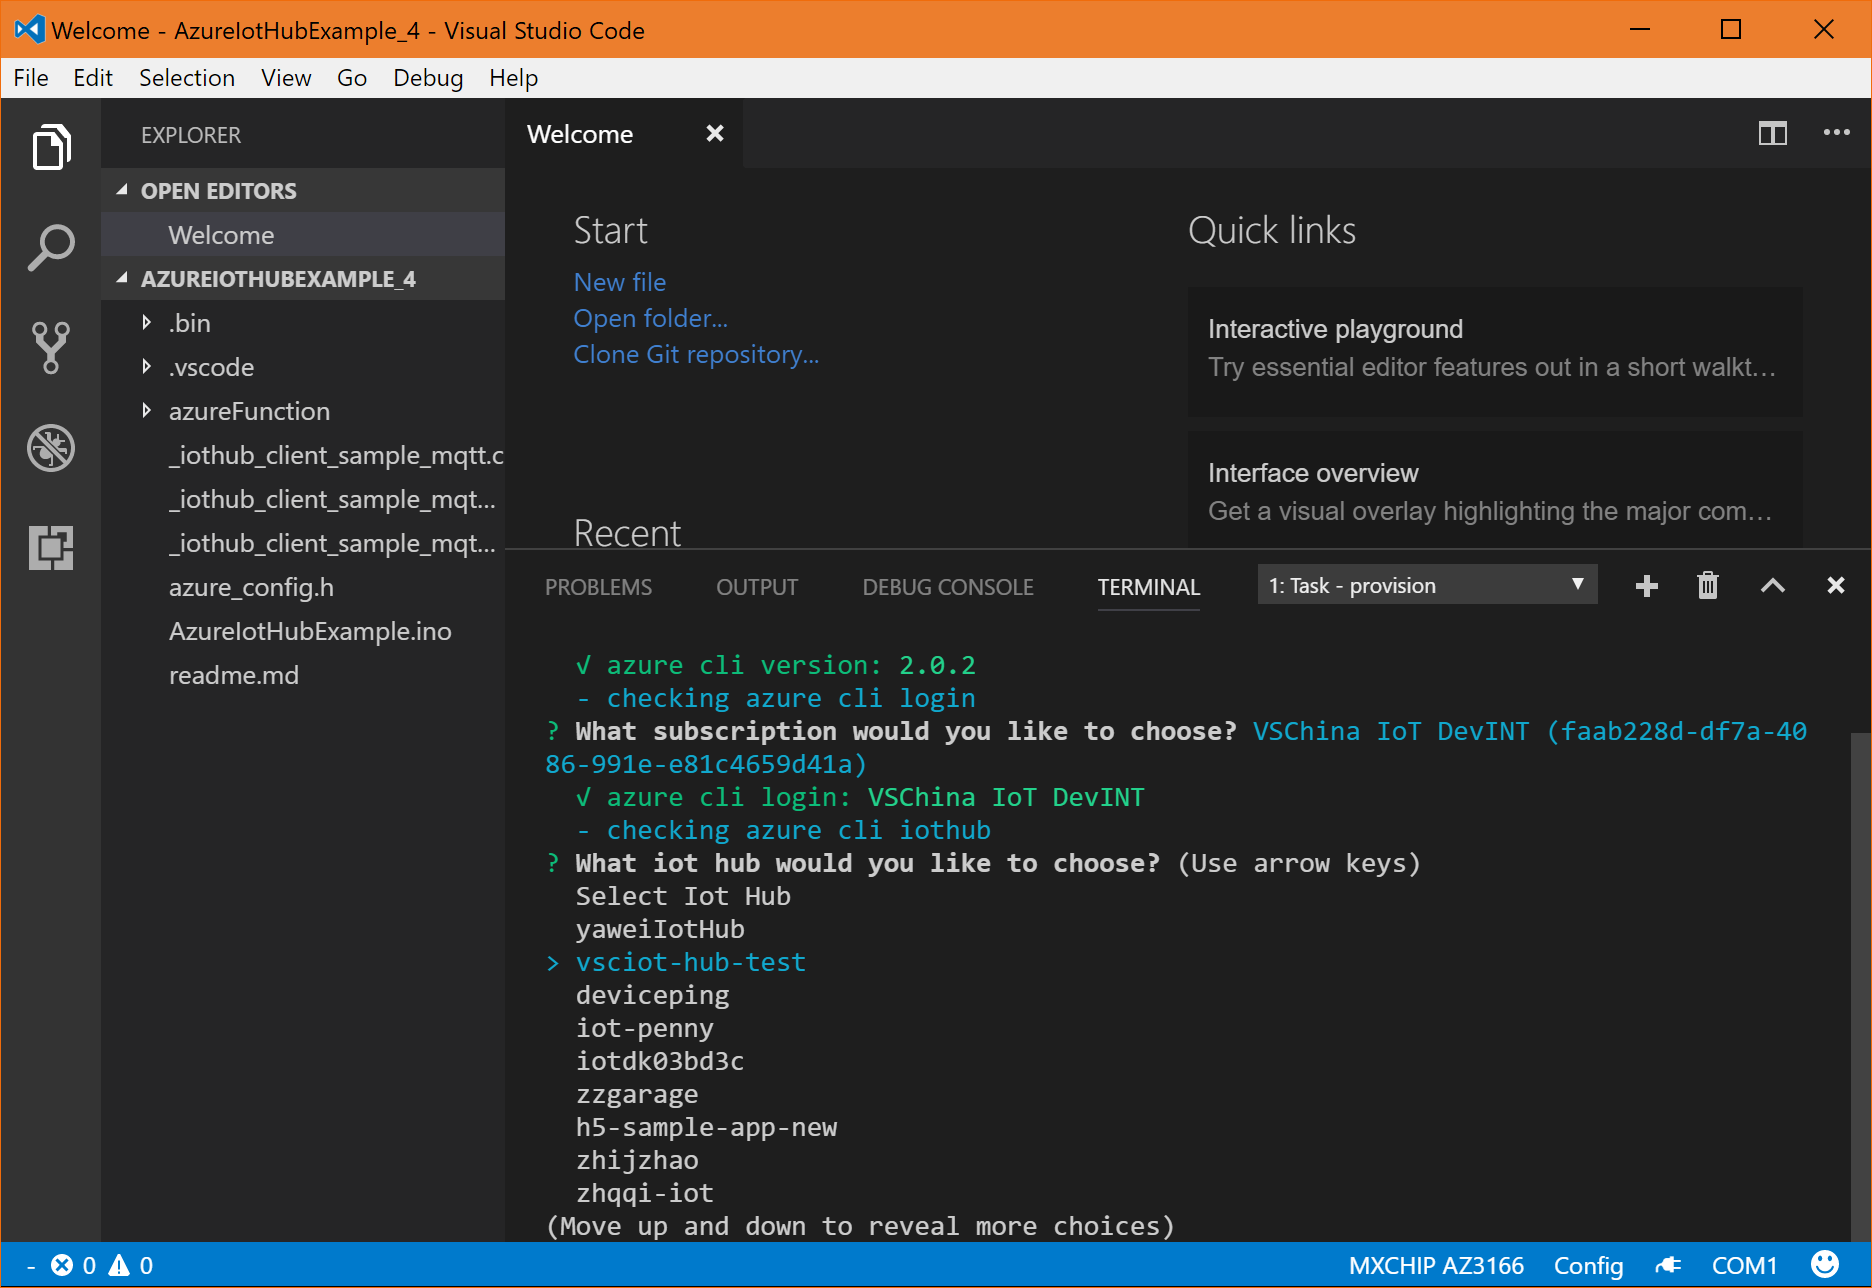 Welcome - AzureIotHubExample_4 - Visual Studio Code
File Edit Selection View Go Debug Help
EXPLORER
OPEN EDITORS
Welcome
AZUREIOTHUBEXAMPLE_4
.bin
.vscode
azureFunction
_iothub_client_sample_mqtt.c
_iothub_client_sample_mqt...
_iothub_client_sample_mqt...
azure_config.h
AzureIotHubExample.ino
readme.md
Welcome
Start
New file
Open folder...
Clone Git repository...
Recent
Quick links
Interactive playground
Try essential editor features out in a short walkt...
Interface overview
Get a visual overlay highlighting the major com...
PROBLEMS OUTPUT DEBUG CONSOLE TERMINAL 1: Task - provision
√ azure cli version: 2.0.2
- checking azure cli login
? What subscription would you like to choose? VSChina IoT DevINT (faab228d-df7a-40
86-991e-e81c4659d41a)
√ azure cli login: VSChina IoT DevINT
- checking azure cli iothub
? What iot hub would you like to choose? (Use arrow keys)
Select Iot Hub
yaweiIotHub
> vsciot-hub-test
deviceping
iot-penny
iotdk03bd3c
zzgarage
h5-sample-app-new
zhijzhao
zhqqi-iot
(Move up and down to reveal more choices)
- 0 0 MXCHIP AZ3166 Config COM1